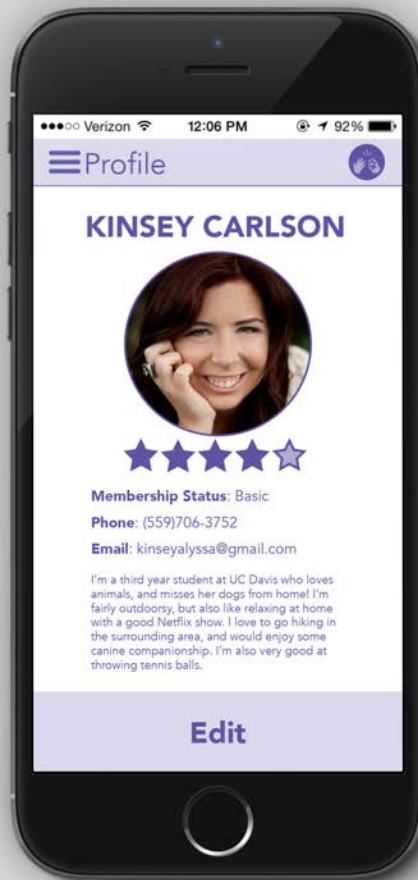 Verizon 12:06 PM 92%
Profile
KINSEY CARLSON
Membership Status: Basic
Phone: (559)706-3752
Email: kinseyalyssa@gmail.com
I'm a third year student at UC Davis who loves
animals, and misses her dogs from home! I'm
fairly outdoorsy, but also like relaxing at home
with a good Netflix show. I love to go hiking in
the surrounding area, and would enjoy some
canine companionship. I'm also very good at
throwing tennis balls.
Edit